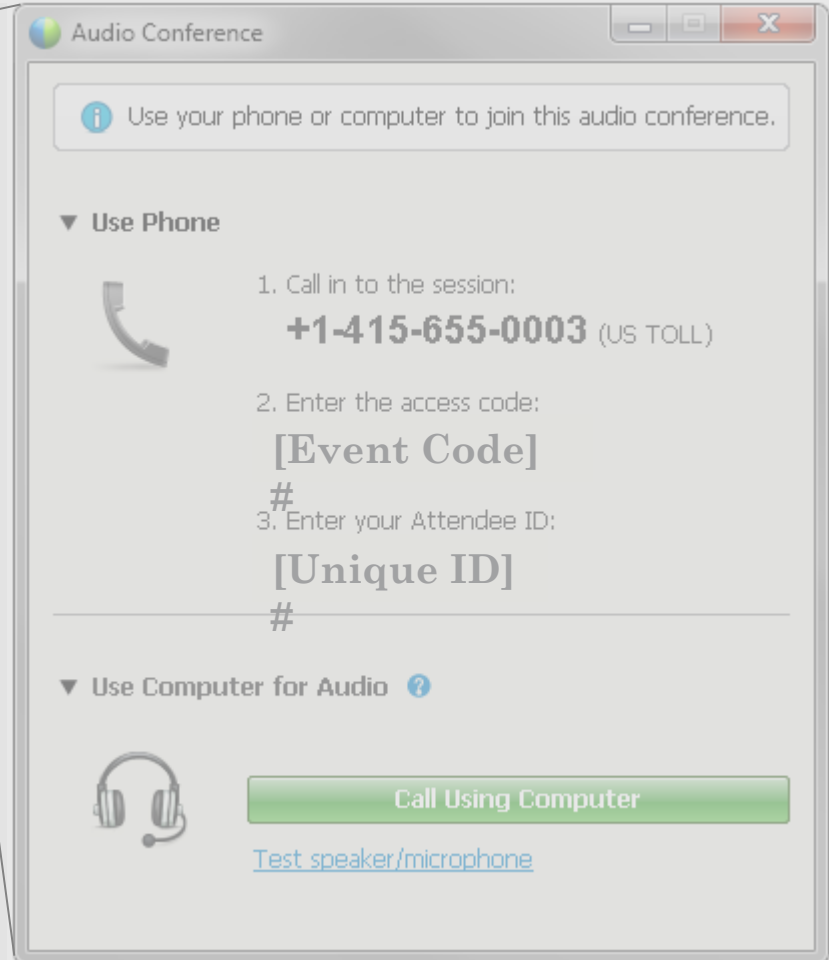 Audio Conference
Use your phone or computer to join this audio conference.
Use Phone
1. Call in to the session:
+1-415-655-0003 (US TOLL)
2. Enter the access code:
[Event Code]
#
3. Enter your Attendee ID:
[Unique ID]
#
Use Computer for Audio
Call Using Computer
Test speaker/microphone